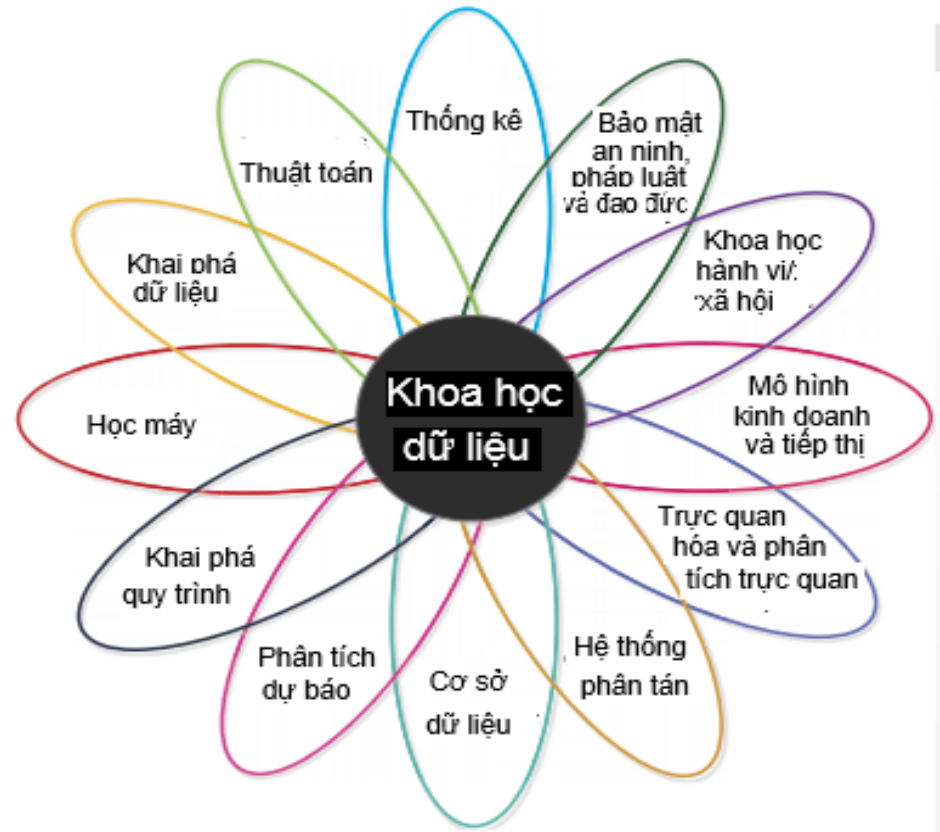 Thống kê
Bảo mật
an ninh,
pháp luật
và đạo đức
Khoa học
hành vi/
xã hội
Mô hình
kinh doanh
và tiếp thị
Trực quan
hóa và phân
tích trực quan
Hệ thống
phân tán
Cơ sở
dữ liệu
Phân tích
dự báo
Khai phá
quy trình
Học máy
Khai phá
dữ liệu
Thuật toán
Khoa học
dữ liệu